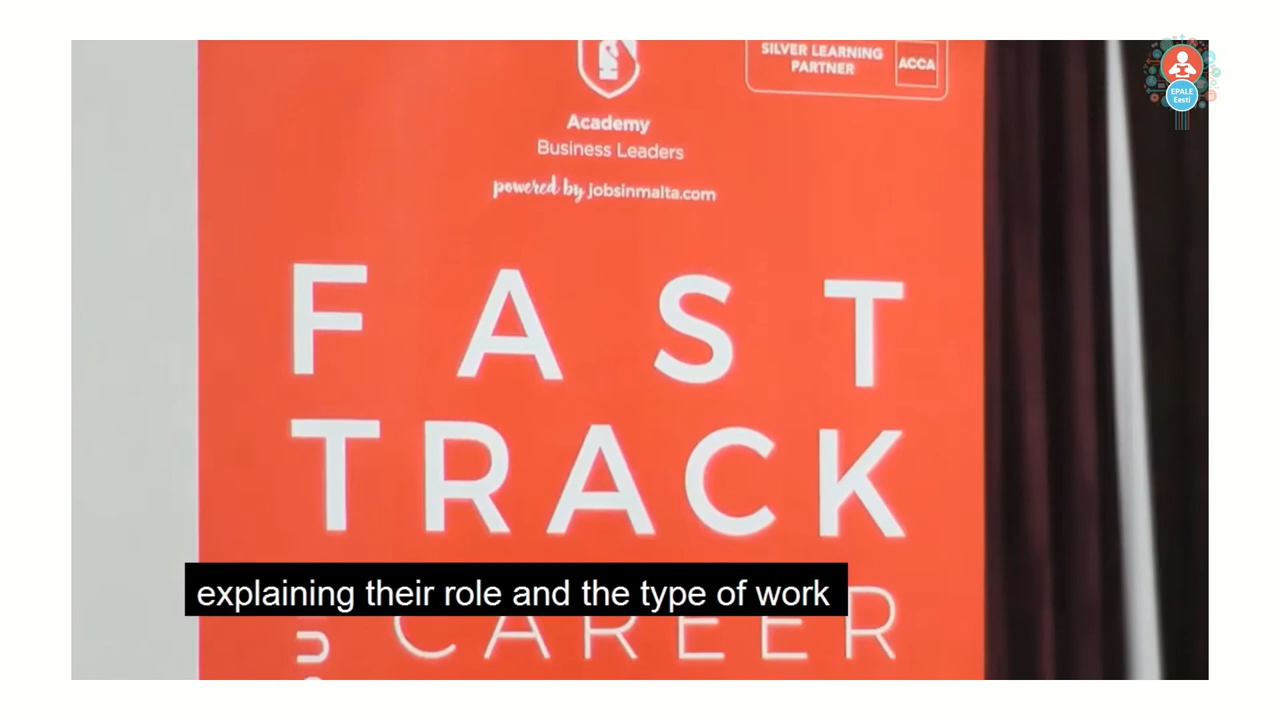 SILVER LEARNING
PARTNER
ACCA
EPALE
Eesti
Academy
Business Leaders
powered by jobsinmalta.com
FAST
TRACK
explaining their role and the type of work
CAREER